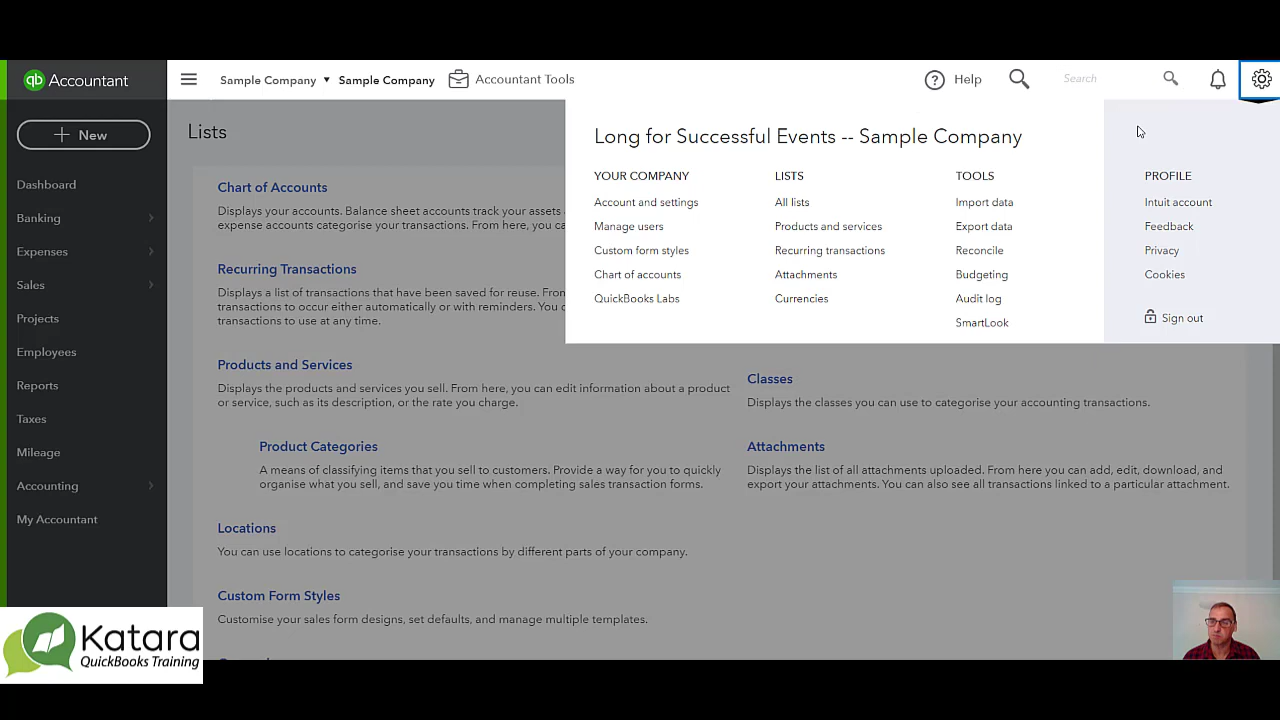 qb Accountant
Sample Company
Sample Company
Accountant Tools
Help
Search
New
Dashboard
Banking
Expenses
Sales
Projects
Employees
Reports
Taxes
Mileage
Accounting
My Accountant
Lists
Chart of Accounts
Displays your accounts. Balance sheet accounts track your assets
expense accounts categorise your transactions. From here, you
Recurring Transactions
Displays a list of transactions that have been saved for reuse.
transactions to occur either automatically or with reminders. You
transactions to use at any time.
Products and Services
Displays the products and services you sell. From here, you can edit information about a product
or service, such as its description, or the rate you charge.
Product Categories
A means of classifying items that you sell to customers. Provide a way for you to quickly
organise what you sell, and save you time when completing sales transaction forms.
Locations
You can use locations to categorise your transactions by different parts of your company.
Custom Form Styles
Customise your sales form designs, set defaults, and manage multiple templates.
Classes
Displays the classes you can use to categorise your accounting transactions.
Attachments
Displays the list of all attachments uploaded. From here you can add, edit, download, and
export your attachments. You can also see all transactions linked to a particular attachment.
Long for Successful Events -- Sample Company
YOUR COMPANY
Account and settings
Manage users
Custom form styles
Chart of accounts
QuickBooks Labs
LISTS
All lists
Products and services
Recurring transactions
Attachments
Currencies
TOOLS
Import data
Export data
Reconcile
Budgeting
Audit log
SmartLook
PROFILE
Intuit account
Feedback
Privacy
Cookies
Sign out
Katara
QuickBooks Training